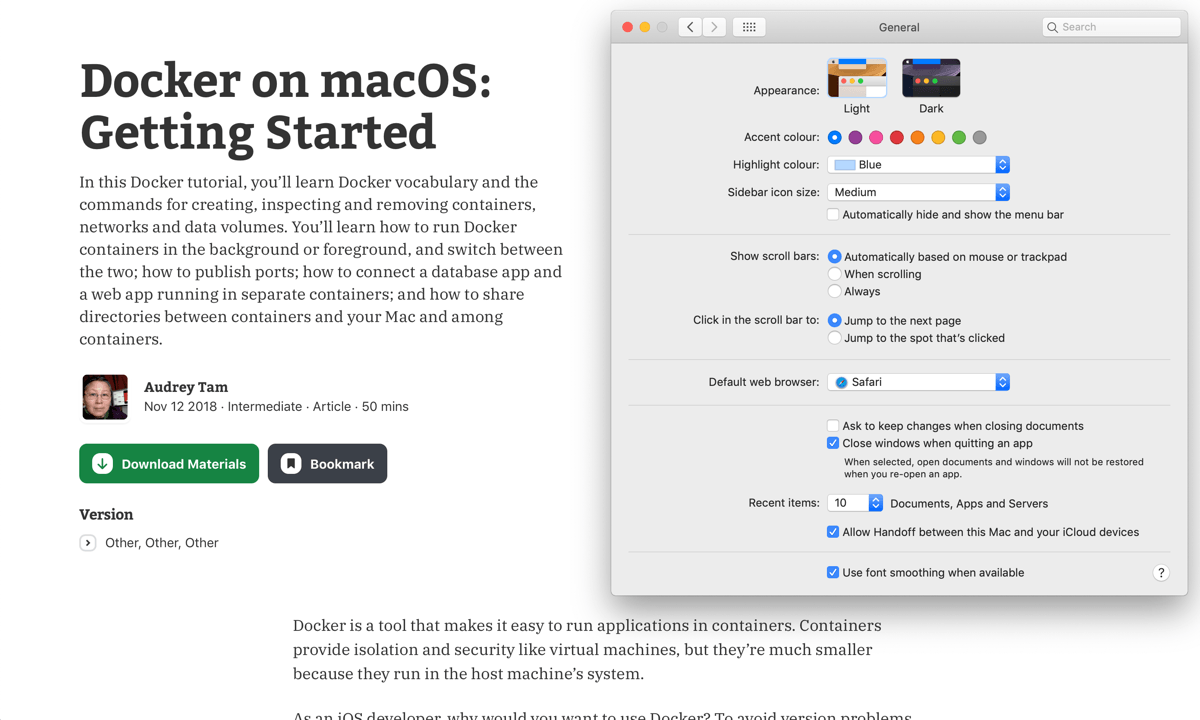 Docker on macOS:
Getting Started
In this Docker tutorial, you’ll learn Docker vocabulary and the
commands for creating, inspecting and removing containers,
networks and data volumes. You’ll learn how to run Docker
containers in the background or foreground, and switch between
the two; how to publish ports; how to connect a database app and
a web app running in separate containers; and how to share
directories between containers and your Mac and among
containers.
Audrey Tam
Nov 12 2018 · Intermediate · Article · 50 mins
Download Materials
Bookmark
Version
Other, Other, Other
General
Search
Appearance:
Light
Dark
Accent colour:
Highlight colour: Blue
Sidebar icon size: Medium
Automatically hide and show the menu bar
Show scroll bars: Automatically based on mouse or trackpad
When scrolling
Always
Click in the scroll bar to: Jump to the next page
Jump to the spot that’s clicked
Default web browser: Safari
Ask to keep changes when closing documents
Close windows when quitting an app
When selected, open documents and windows will not be restored
when you re-open an app.
Recent items: 10 Documents, Apps and Servers
Allow Handoff between this Mac and your iCloud devices
Use font smoothing when available
?
Docker is a tool that makes it easy to run applications in containers. Containers
provide isolation and security like virtual machines, but they’re much smaller
because they run in the host machine’s system.
As an iOS developer, why would you want to use Docker? To avoid version problems